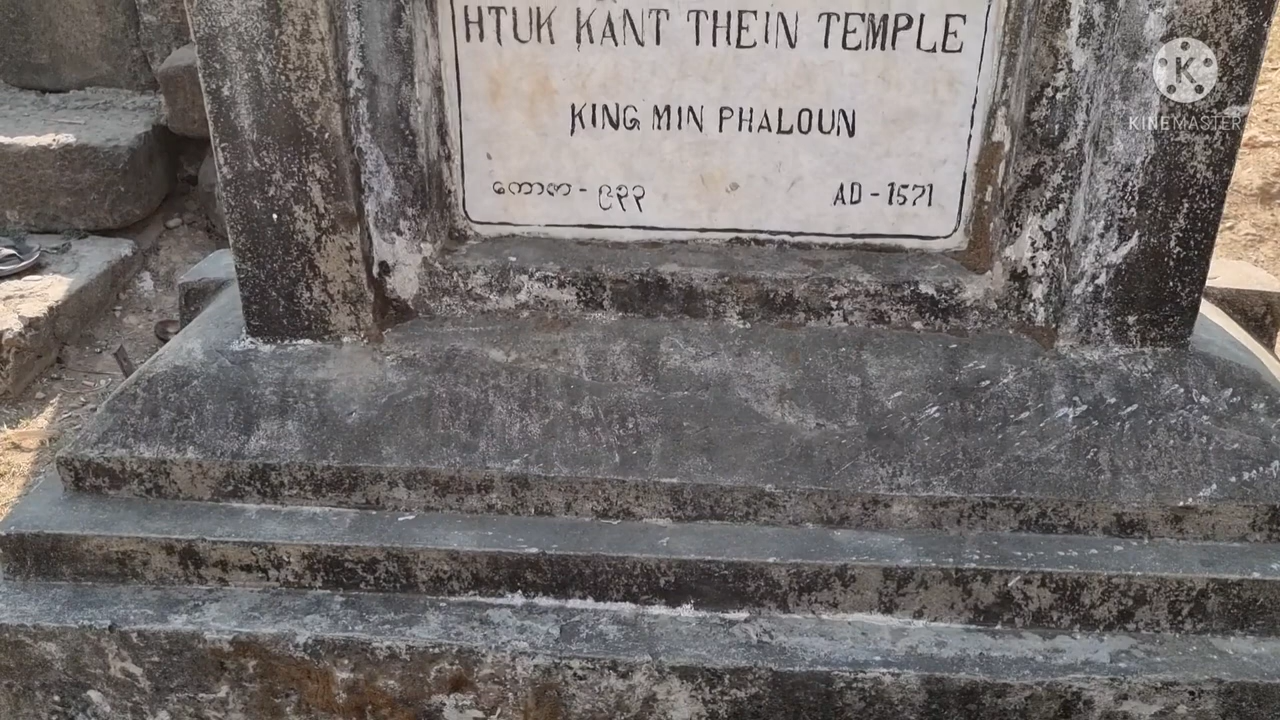 HTUK KANT THEIN TEMPLE
KING MIN PHALOUN
ကောဇာ - ၉၃၃
AD - 1571
K
KINEMASTER